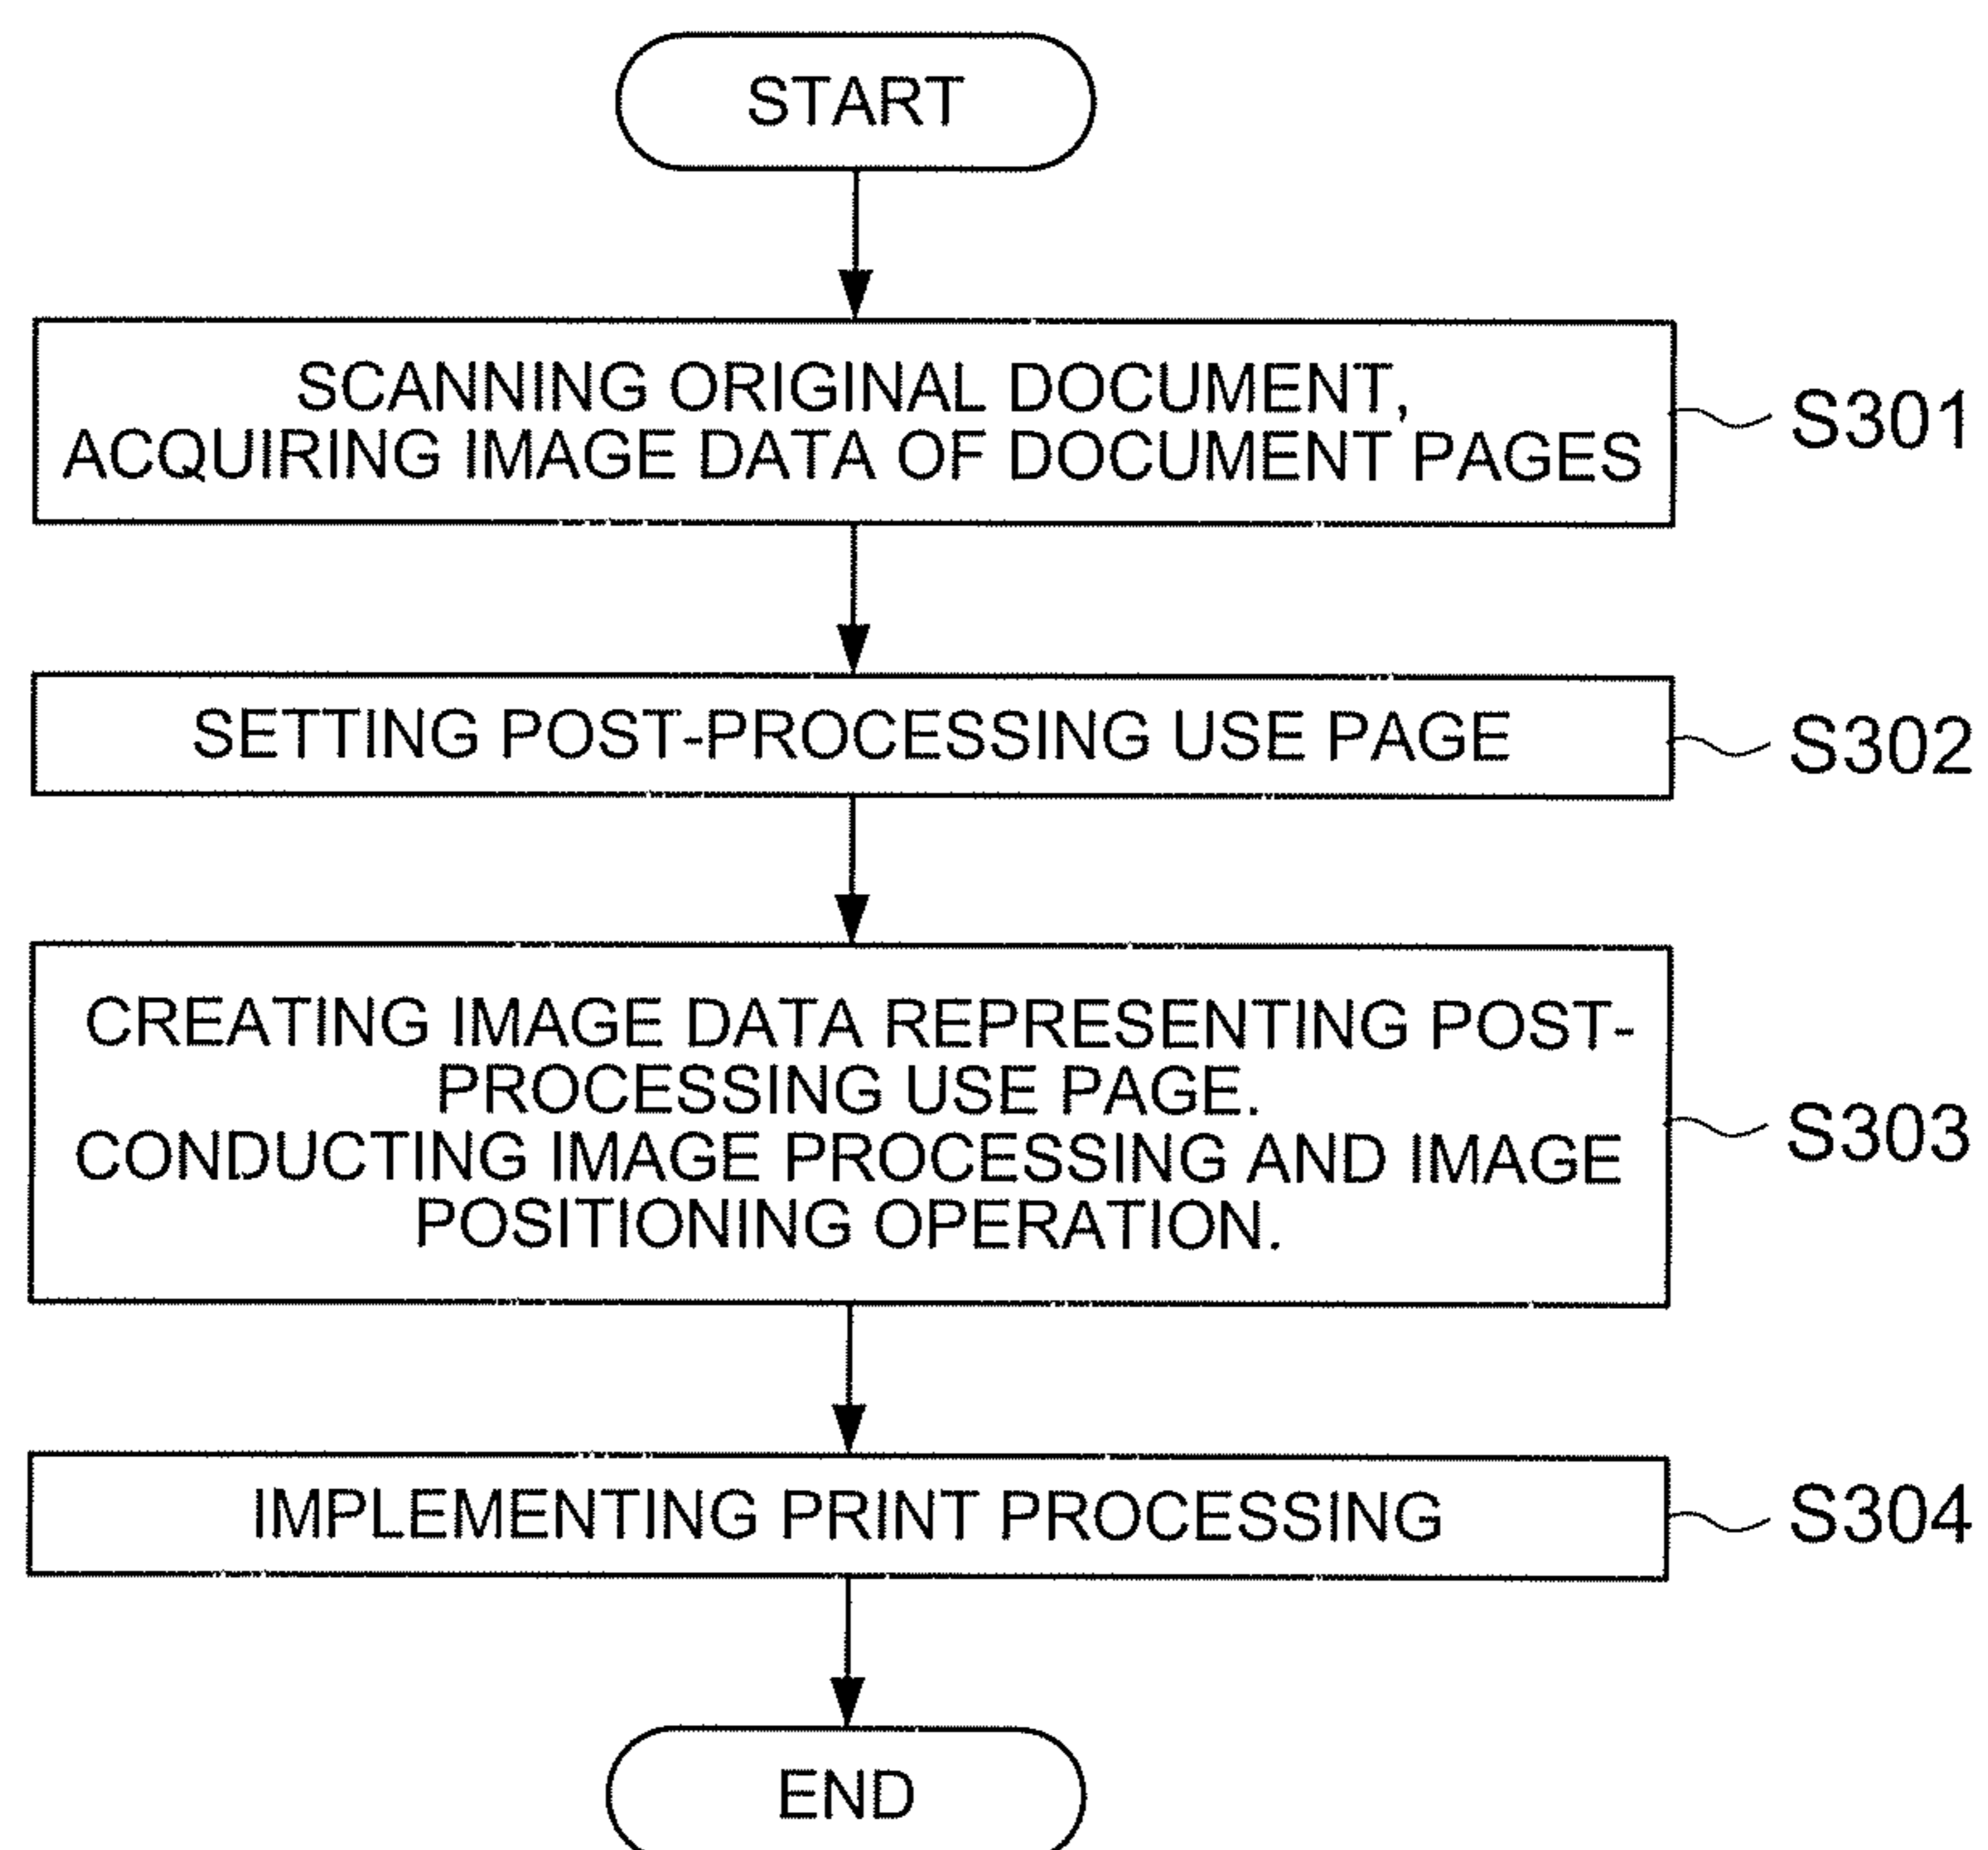 START
SCANNING ORIGINAL DOCUMENT,
ACQUIRING IMAGE DATA OF DOCUMENT PAGES
S301
SETTING POST-PROCESSING USE PAGE
S302
CREATING IMAGE DATA REPRESENTING POST-
PROCESSING USE PAGE.
CONDUCTING IMAGE PROCESSING AND IMAGE
POSITIONING OPERATION.
S303
IMPLEMENTING PRINT PROCESSING
S304
END